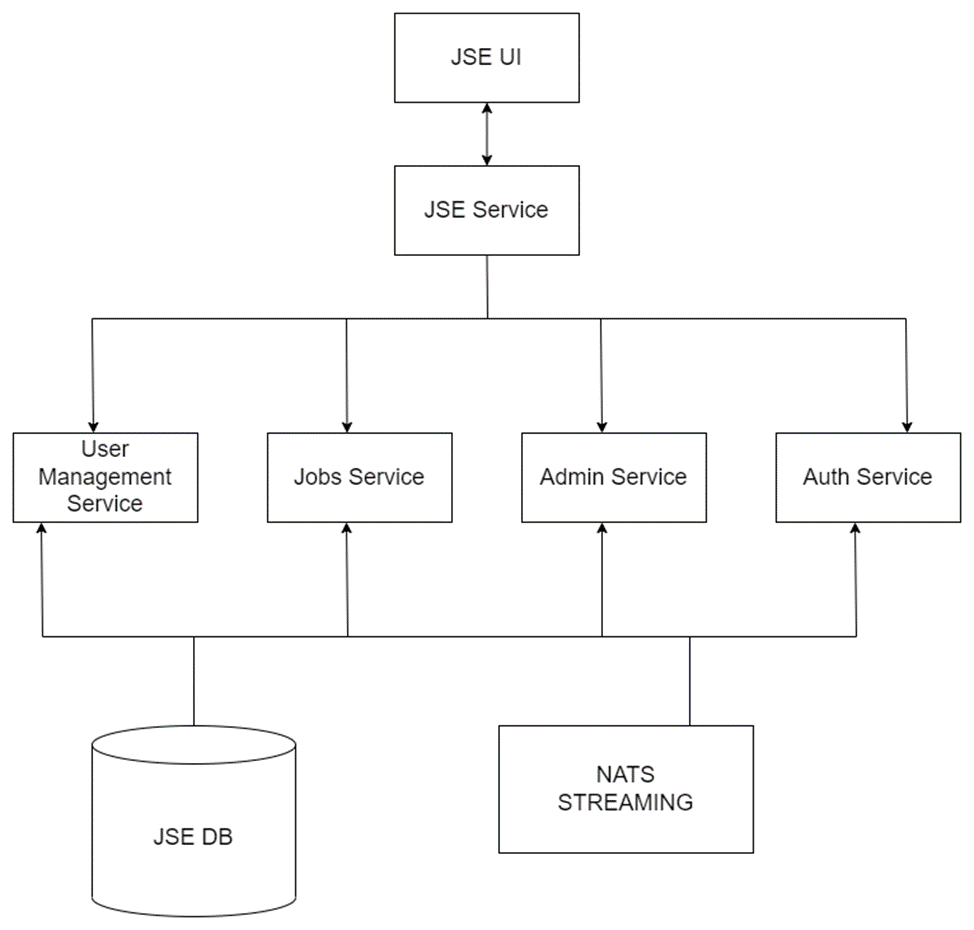 JSE UI
JSE Service
User
Management
Service
Jobs Service
Admin Service
Auth Service
JSE DB
NATS
STREAMING